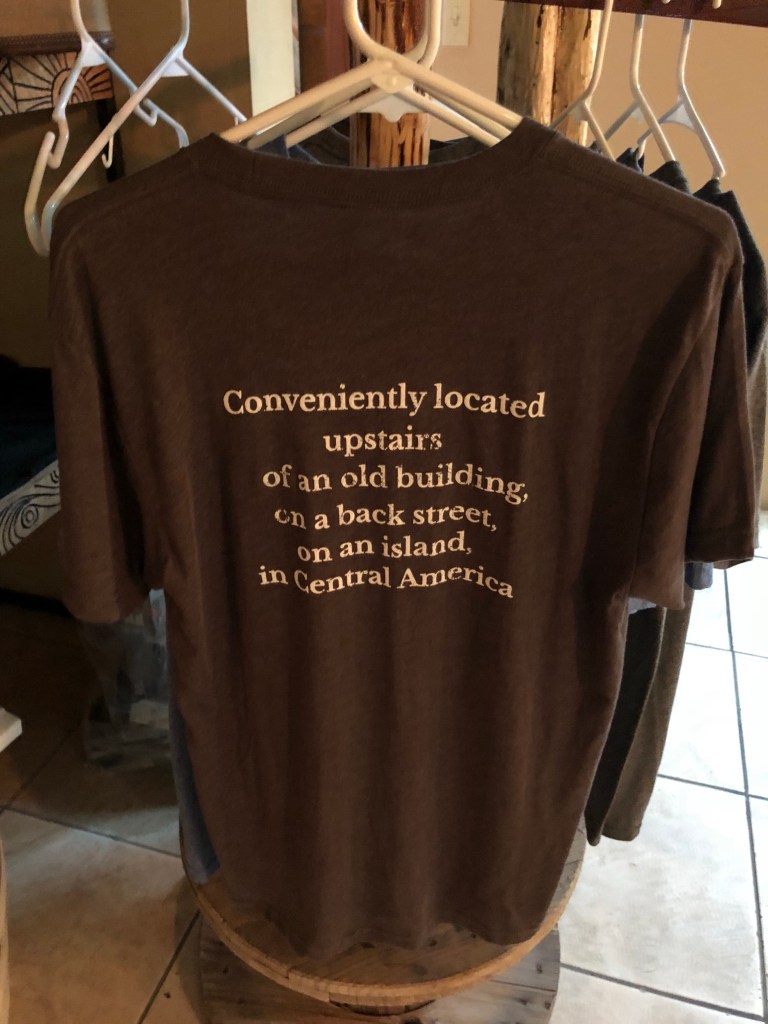 Conveniently located
upstairs
of an old building,
on a back street,
on an island,
in Central America